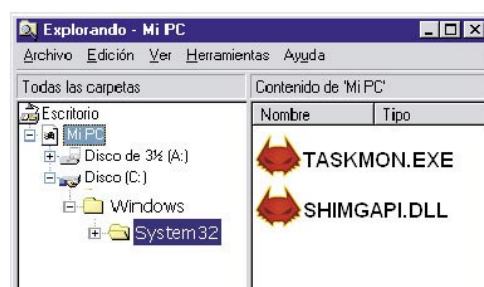 Explorando - Mi PC
Archivo Edición Ver Herramientas Ayuda
Todas las carpetas
Contenido de 'Mi PC'
Nombre Tipo
Escritorio
Mi PC
Disco de 3½ (A:)
Disco (C:)
Windows
System32
TASKMON.EXE
SHIMGAPI.DLL